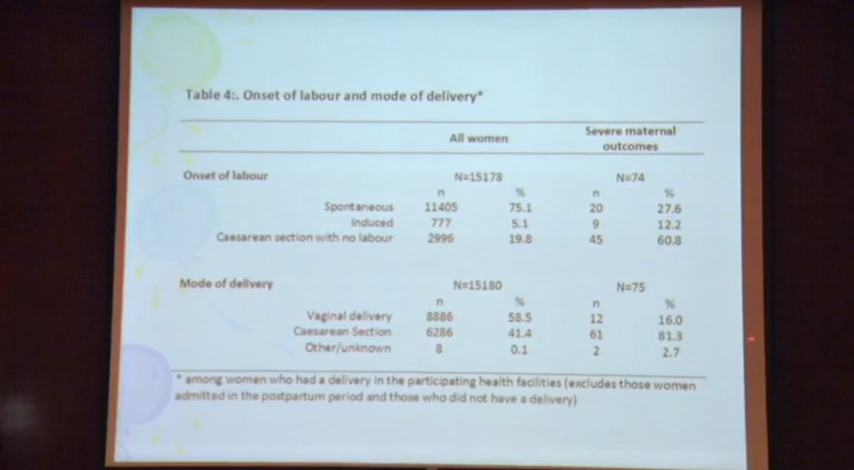 Table 4:. Onset of labour and mode of delivery*
All women Severe maternal outcomes
Onset of labour N=15178 N=74
n % n %
Spontaneous 11405 75.1 20 27.6
Induced 777 5.1 9 12.2
Caesarean section with no labour 2996 19.8 45 60.8
Mode of delivery N=15180 N=75
n % n %
Vaginal delivery 8886 58.5 12 16.0
Caesarean Section 6286 41.4 61 81.3
Other/unknown 8 0.1 2 2.7
* among women who had a delivery in the participating health facilities (excludes those women
admitted in the postpartum period and those who did not have a delivery)